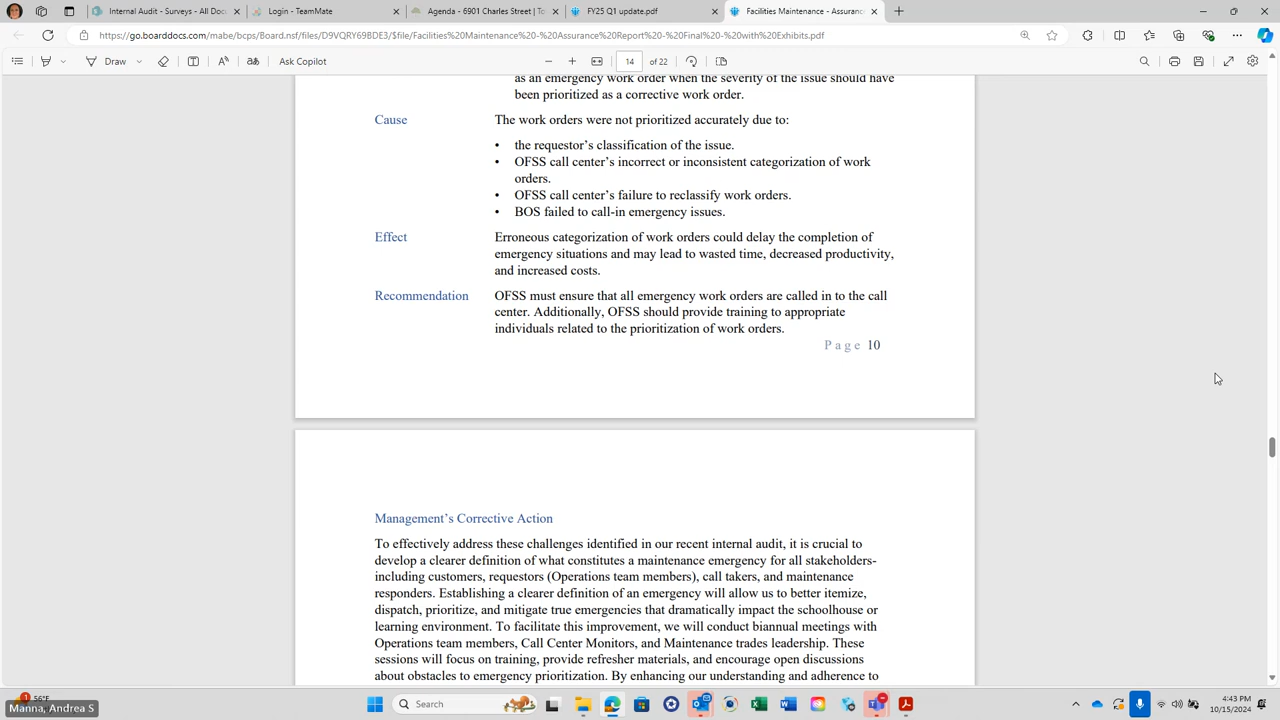 Internal Audit - Surveys - All Doc
Login - TeamMate
Agenda - 6901 Charles Street | To
FY25 Q1 update.pdf
Facilities Maintenance - Assuranc
https://go.boarddocs.com/mabe/bcps/Board.nsf/files/D9VQRY69BDE3/$file/Facilities%20Maintenance%20-%20Assurance%20Report%20-%20Final%20-%20with%20Exhibits.pdf
Draw
Ask Copilot
14 of 22
as an emergency work order when the severity of the issue should have
been prioritized as a corrective work order.
Cause The work orders were not prioritized accurately due to:
• the requestor's classification of the issue.
• OFSS call center's incorrect or inconsistent categorization of work
orders.
• OFSS call center's failure to reclassify work orders.
• BOS failed to call-in emergency issues.
Effect Erroneous categorization of work orders could delay the completion of
emergency situations and may lead to wasted time, decreased productivity,
and increased costs.
Recommendation OFSS must ensure that all emergency work orders are called in to the call
center. Additionally, OFSS should provide training to appropriate
individuals related to the prioritization of work orders.
Page 10
Management's Corrective Action
To effectively address these challenges identified in our recent internal audit, it is crucial to
develop a clearer definition of what constitutes a maintenance emergency for all stakeholders-
including customers, requestors (Operations team members), call takers, and maintenance
responders. Establishing a clearer definition of an emergency will allow us to better itemize,
dispatch, prioritize, and mitigate true emergencies that dramatically impact the schoolhouse or
learning environment. To facilitate this improvement, we will conduct biannual meetings with
Operations team members, Call Center Monitors, and Maintenance trades leadership. These
sessions will focus on training, provide refresher materials, and encourage open discussions
about obstacles to emergency prioritization. By enhancing our understanding and adherence to
1 56°F
Manna, Andrea S
Search
4:43 PM
10/15/2024